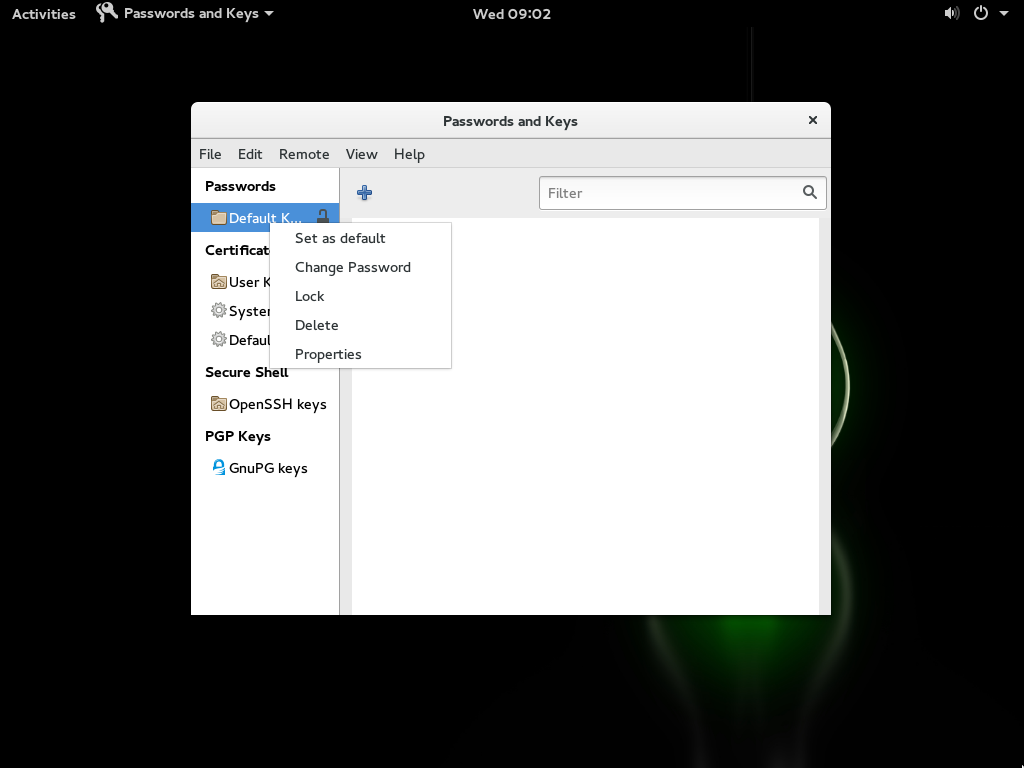 Activities Passwords and Keys Wed 09:02
Passwords and Keys
File Edit Remote View Help
Passwords
Filter
Default K...
Set as default
Change Password
Lock
Delete
Properties
Certificat
User K
System
Defaul
Secure Shell
OpenSSH keys
PGP Keys
GnuPG keys